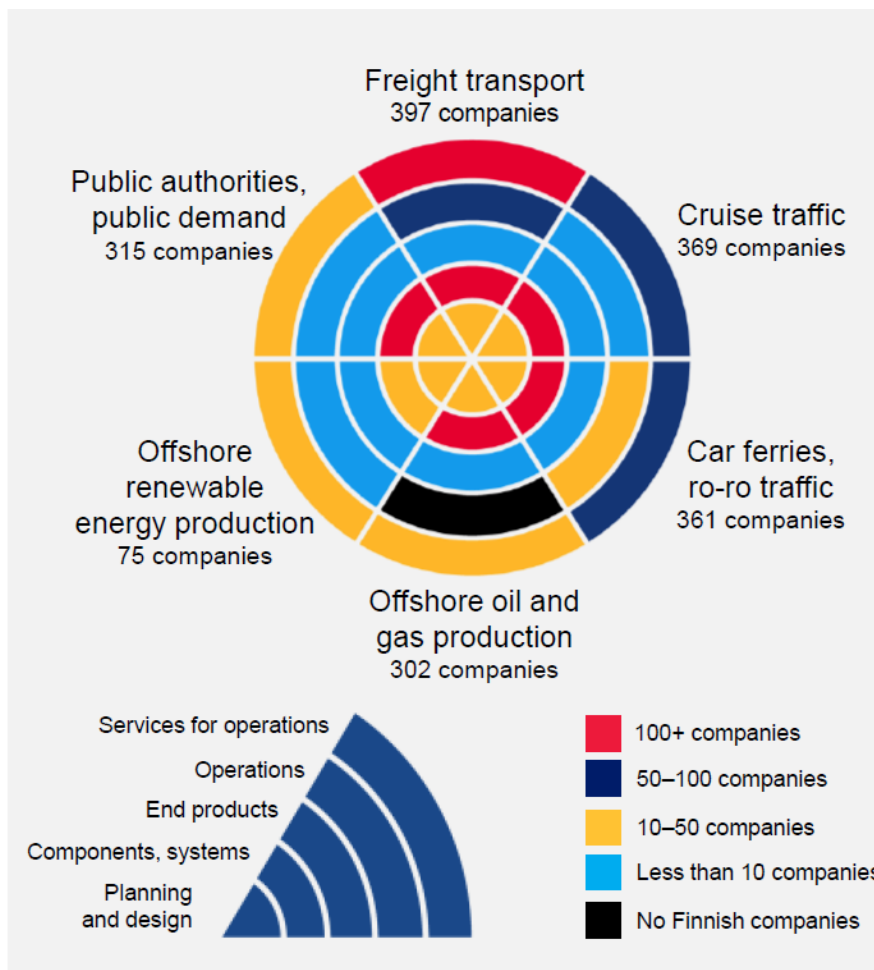 Freight transport
397 companies
Public authorities,
public demand
315 companies
Cruise traffic
369 companies
Offshore
renewable
energy production
75 companies
Car ferries,
ro-ro traffic
361 companies
Offshore oil and
gas production
302 companies
Services for operations
Operations
End products
Components, systems
Planning
and design
100+ companies
50–100 companies
10–50 companies
Less than 10 companies
No Finnish companies